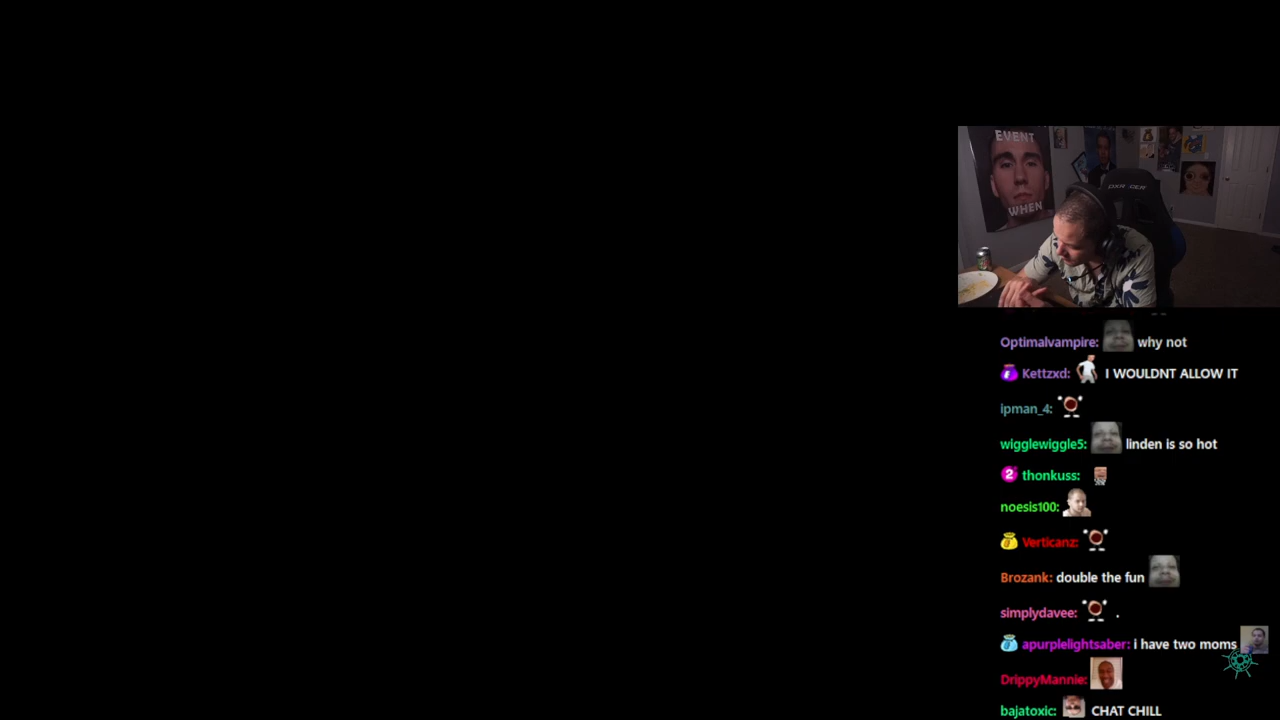 EVENT
WHEN
Optimalvampire: why not
Kettzxd: I WOULDNT ALLOW IT
ipman_4:
wigglewiggle5: linden is so hot
2 thonkuss:
noesis100:
Verticanz:
Brozank: double the fun
simplydavee: .
apurplelightsaber: i have two moms
DrippyMannie:
bajatoxic: CHAT CHILL